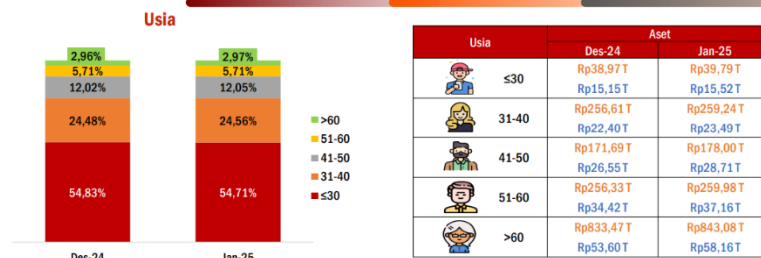 Usia
2,96%
2,97%
5,71%
5,71%
12,02%
12,05%
24,48%
24,56%
54,83%
54,71%
>60
51-60
41-50
31-40
≤30
Des-24
Jan-25
Usia
Aset
Des-24
Jan-25
≤30
Rp38,97 T
Rp39,79 T
Rp15,15 T
Rp15,52 T
31-40
Rp256,61 T
Rp259,24 T
Rp22,40 T
Rp23,49 T
41-50
Rp171,69 T
Rp178,00 T
Rp26,55 T
Rp28,71 T
51-60
Rp256,33 T
Rp259,98 T
Rp34,42 T
Rp37,16 T
>60
Rp833,47 T
Rp843,08 T
Rp53,60 T
Rp58,16 T